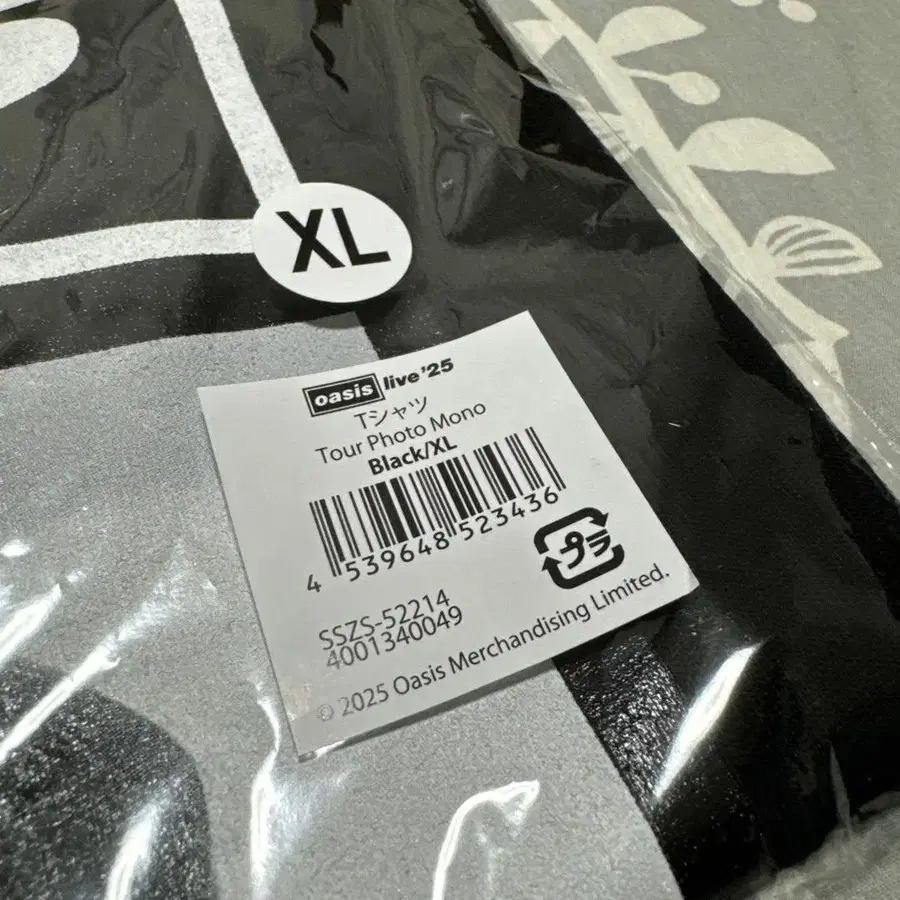 XL
oasis live '25
Tシャツ
Tour Photo Mono
Black/XL
4 539648 523436
プラ
SSZS-52214
4001340049
© 2025 Oasis Merchandising Limited.